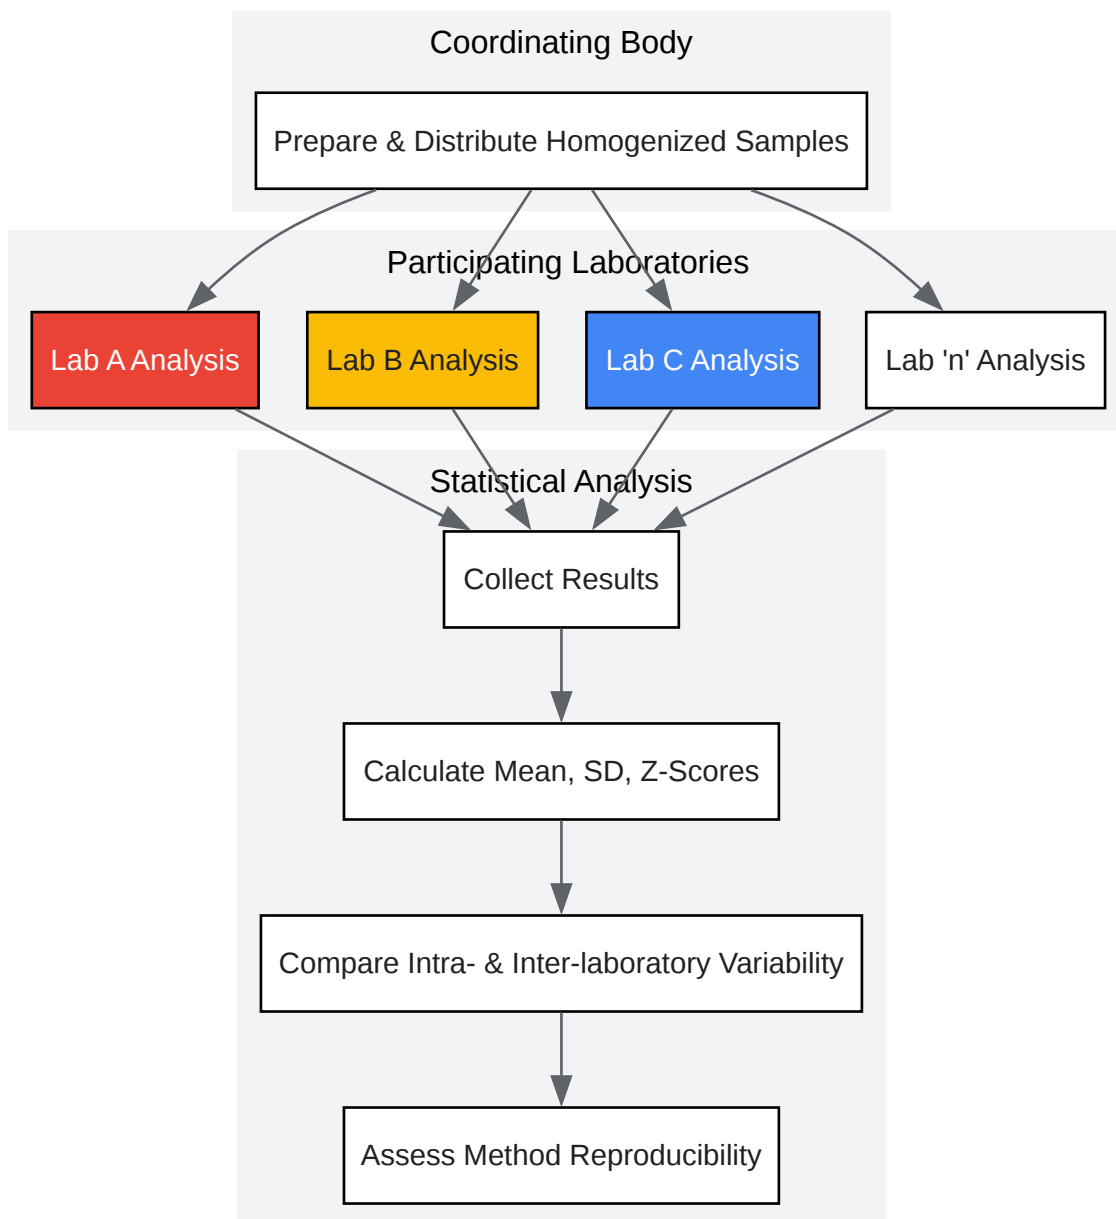 Coordinating Body
Prepare & Distribute Homogenized Samples
Participating Laboratories
Lab A Analysis
Lab B Analysis
Lab C Analysis
Lab 'n' Analysis
Statistical Analysis
Collect Results
Calculate Mean, SD, Z-Scores
Compare Intra- & Inter-laboratory Variability
Assess Method Reproducibility